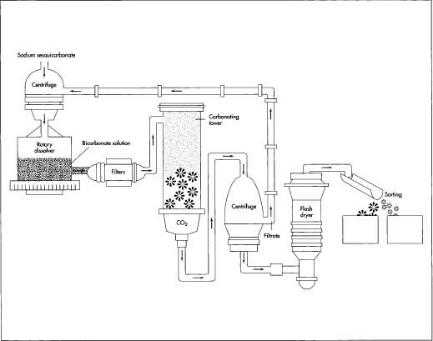 Sodium sesquicarbonate
Centrifuge
Rotary
dissolver
Bicarbonate solution
Filters
Carbonating
tower
CO₂
Centrifuge
Filtrate
Flash
dryer
Sorting